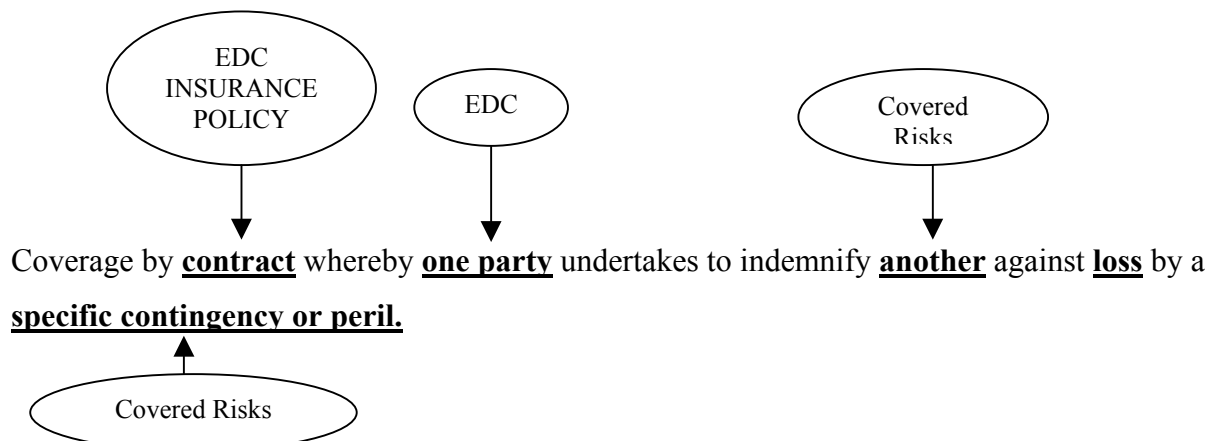 EDC
INSURANCE
POLICY
EDC
Covered
Risks
Coverage by contract whereby one party undertakes to indemnify another against loss by a
specific contingency or peril.
Covered Risks